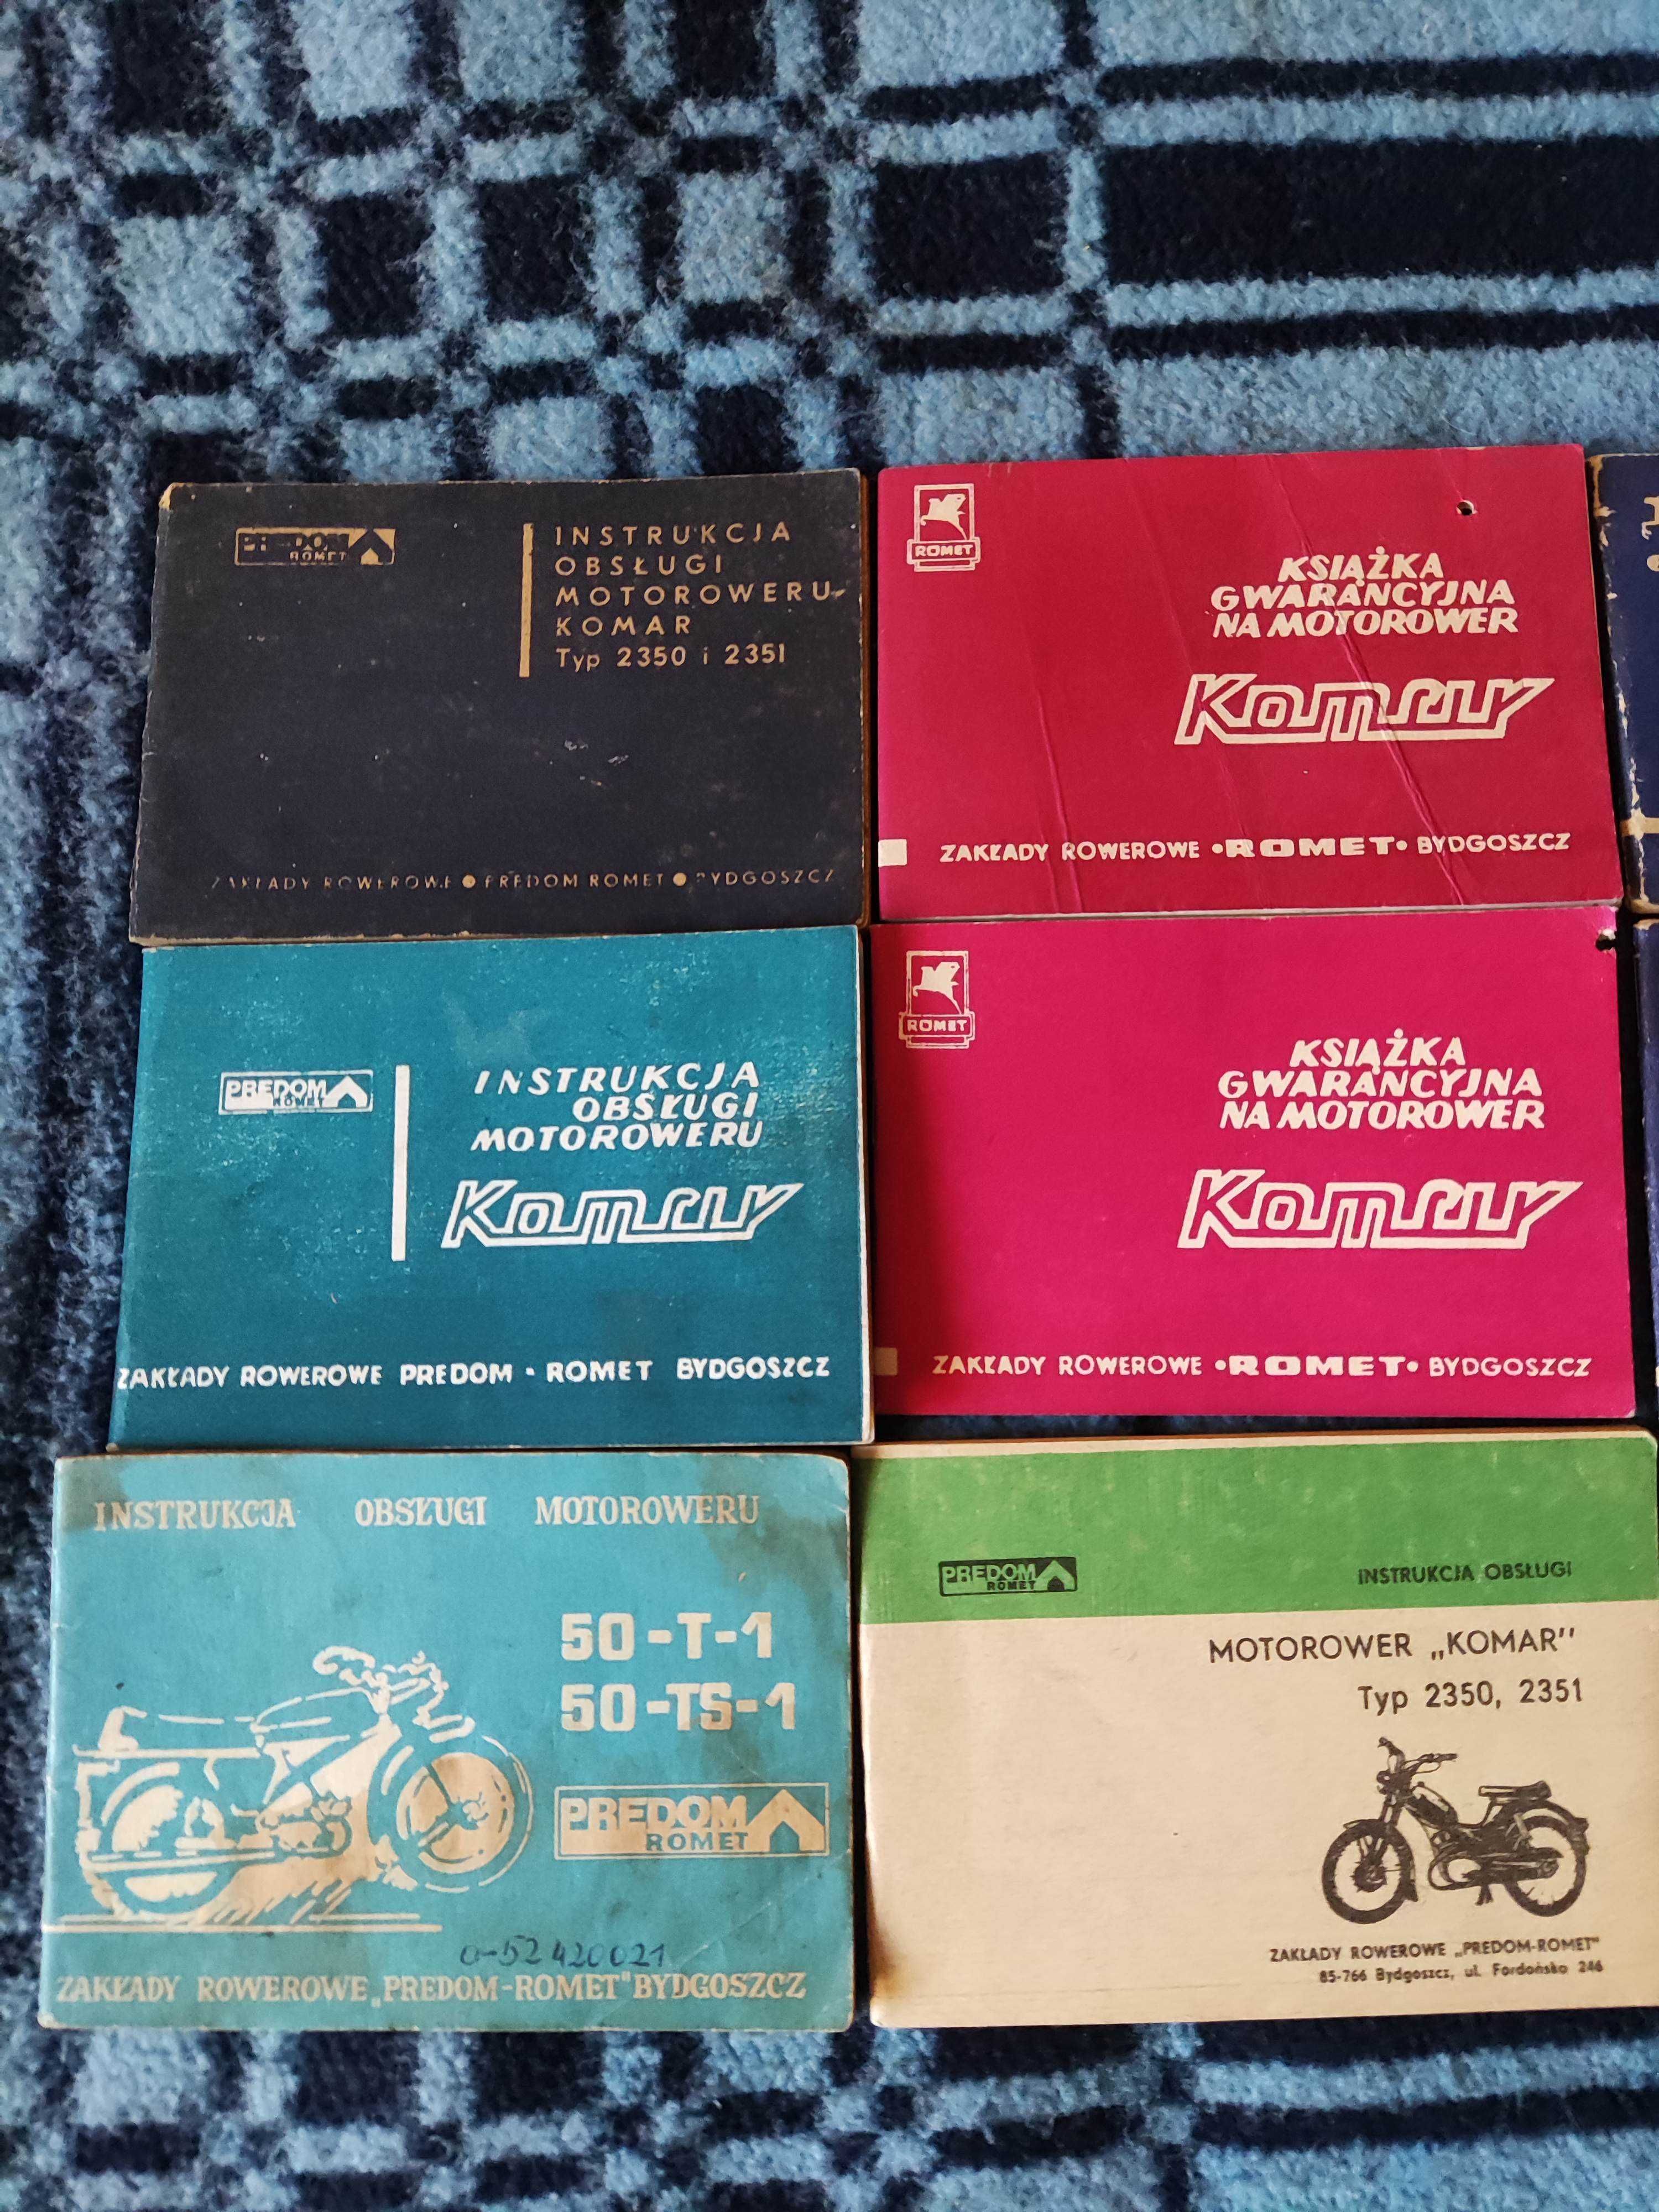 PREDOM
ROMET
INSTRUKCJA
OBSŁUGI
MOTOROWERU
KOMAR
Typ 2350 i 2351
ZAKŁADY ROWEROWE ● PREDOM ROMET ● BYDGOSZCZ
ROMET
KSIĄŻKA
GWARANCYJNA
NA MOTOROWER
Komar
ZAKŁADY ROWEROWE •ROMET• BYDGOSZCZ
PREDOM
ROMET
INSTRUKCJA
OBSŁUGI
MOTOROWERU
Komar
ZAKŁADY ROWEROWE PREDOM - ROMET BYDGOSZCZ
ROMET
KSIĄŻKA
GWARANCYJNA
NA MOTOROWER
Komar
ZAKŁADY ROWEROWE •ROMET• BYDGOSZCZ
INSTRUKCJA OBSŁUGI MOTOROWERU
50-T-1
50-TS-1
PREDOM
ROMET
0-52420021
ZAKŁADY ROWEROWE „PREDOM-ROMET" BYDGOSZCZ
PREDOM
ROMET
INSTRUKCJA OBSŁUGI
MOTOROWER „KOMAR"
Typ 2350, 2351
ZAKŁADY ROWEROWE „PREDOM-ROMET"
85-766 Bydgoszcz, ul. Fordońska 246